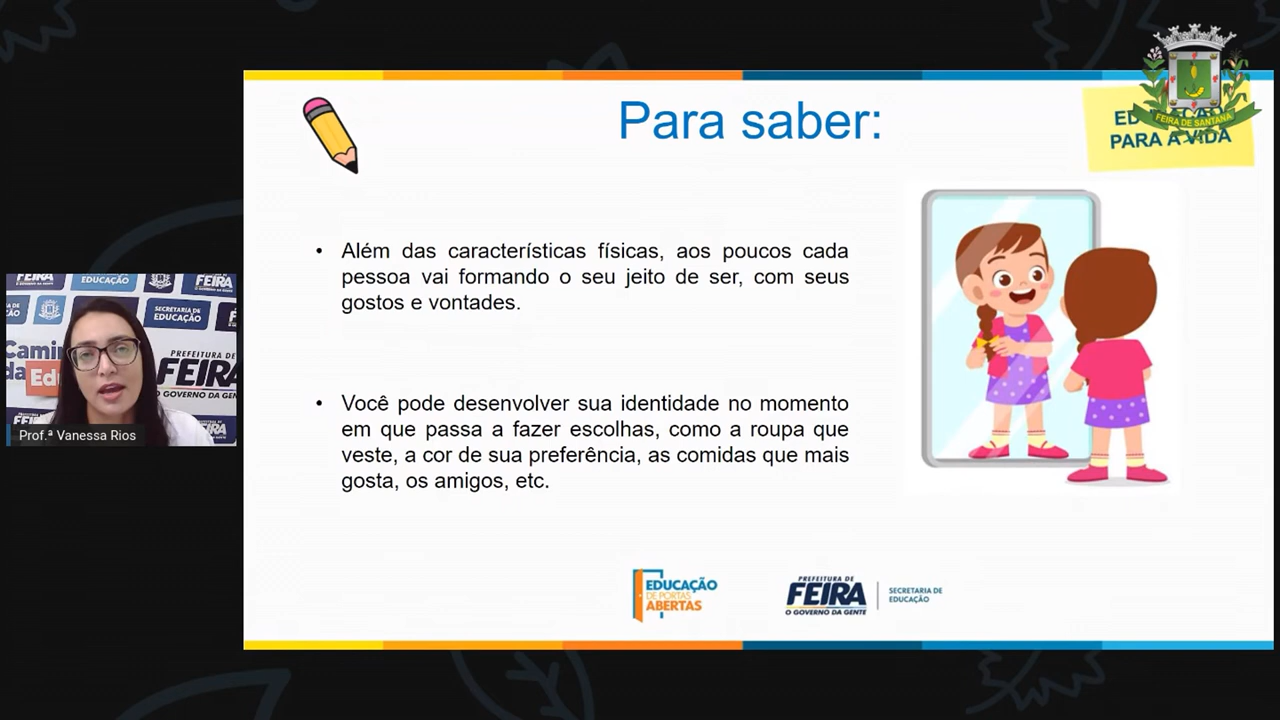 Para saber:
PARA A VIDA
FEIRA DE SANTANA
• Além das características físicas, aos poucos cada
pessoa vai formando o seu jeito de ser, com seus
gostos e vontades.
• Você pode desenvolver sua identidade no momento
em que passa a fazer escolhas, como a roupa que
veste, a cor de sua preferência, as comidas que mais
gosta, os amigos, etc.
FEIRA
EDUCAÇÃO
FEIRA
SECRETARIA DE
EDUCAÇÃO
PREFEITURA DE
FEIRA
O GOVERNO DA GENTE
Prof.ª Vanessa Rios
EDUCAÇÃO
DE PORTAS
ABERTAS
PREFEITURA DE
FEIRA
O GOVERNO DA GENTE
SECRETARIA DE
EDUCAÇÃO